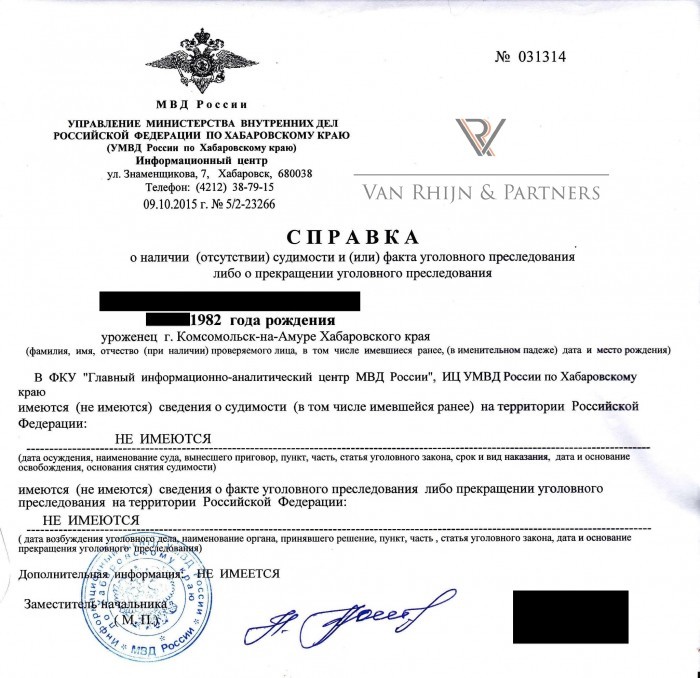 № 031314
МВД России
УПРАВЛЕНИЕ МИНИСТЕРСТВА ВНУТРЕННИХ ДЕЛ
РОССИЙСКОЙ ФЕДЕРАЦИИ ПО ХАБАРОВСКОМУ КРАЮ
(УМВД России по Хабаровскому краю)
Информационный центр
ул. Знаменщикова, 7, Хабаровск, 680038
Телефон: (4212) 38-79-15
09.10.2015 г. № 5/2-23266
VAN RHIJN & PARTNERS
СПРАВКА
о наличии (отсутствии) судимости и (или) факта уголовного преследования
либо о прекращении уголовного преследования
1982 года рождения
уроженец г. Комсомольск-на-Амуре Хабаровского края
(фамилия, имя, отчество (при наличии) проверяемого лица, в том числе имевшиеся ранее, (в именительном падеже) дата и место рождения)
В ФКУ "Главный информационно-аналитический центр МВД России", ИЦ УМВД России по Хабаровскому
краю
имеются (не имеются) сведения о судимости (в том числе имевшейся ранее) на территории Российской
Федерации:
НЕ ИМЕЮТСЯ
(дата осуждения, наименование суда, вынесшего приговор, пункт, часть, статья уголовного закона, срок и вид наказания, дата и основание
освобождения, основания снятия судимости)
имеются (не имеются) сведения о факте уголовного преследования либо прекращении уголовного
преследования на территории Российской Федерации:
НЕ ИМЕЮТСЯ
( дата возбуждения уголовного дела, наименование органа, принявшего решение, пункт, часть , статья уголовного закона, дата и основание
прекращения уголовного преследования)
Дополнительная информация: НЕ ИМЕЕТСЯ
Заместитель начальника
( М. П.)
МВД России